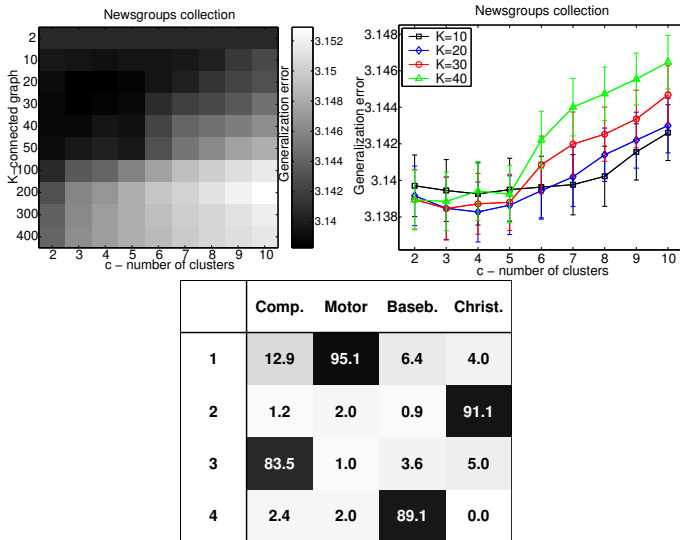 Newsgroups collection
K-connected graph
2
10
20
30
40
50
100
200
300
400
2 3 4 5 6 7 8 9 10
c − number of clusters
3.152
3.15
3.148
3.146
3.144
3.142
3.14
Generalization error
Newsgroups collection
Generalization error
3.148
3.146
3.144
3.142
3.14
3.138
K=10
K=20
K=30
K=40
2 3 4 5 6 7 8 9 10
c − number of clusters
Comp. Motor Baseb. Christ.
1 12.9 95.1 6.4 4.0
2 1.2 2.0 0.9 91.1
3 83.5 1.0 3.6 5.0
4 2.4 2.0 89.1 0.0